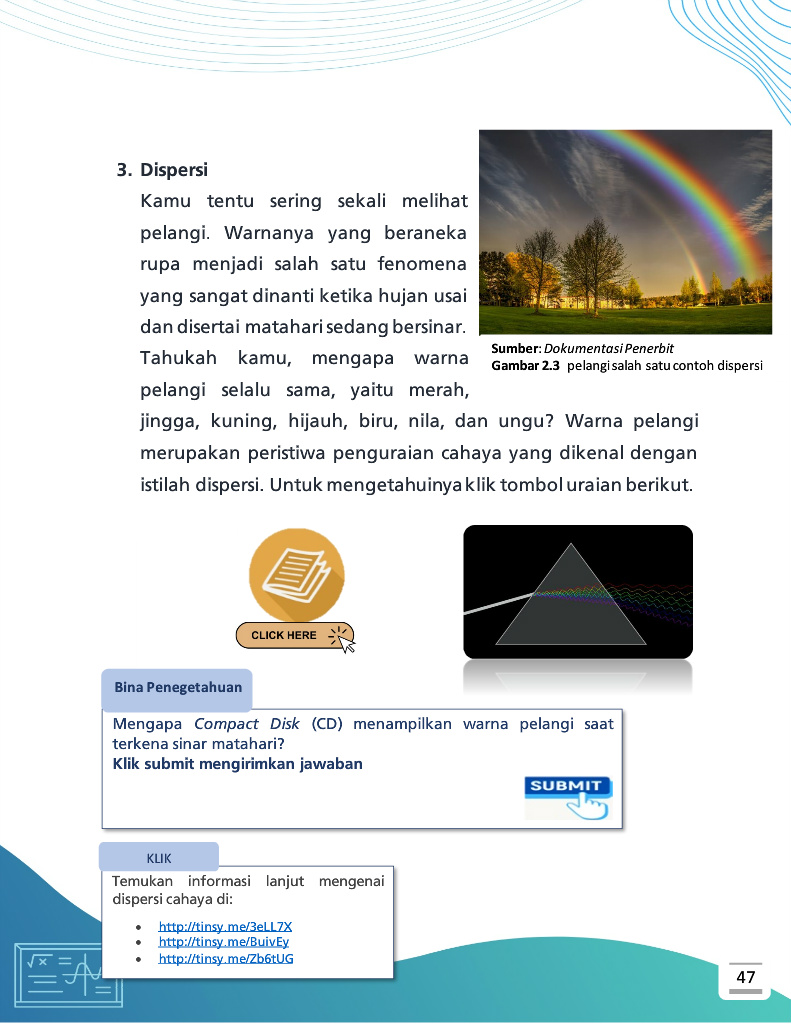 3. Dispersi
Kamu tentu sering sekali melihat
pelangi. Warnanya yang beraneka
rupa menjadi salah satu fenomena
yang sangat dinanti ketika hujan usai
dan disertai matahari sedang bersinar.
Tahukah kamu, mengapa warna
pelangi selalu sama, yaitu merah,
jingga, kuning, hijauh, biru, nila, dan ungu? Warna pelangi
merupakan peristiwa penguraian cahaya yang dikenal dengan
istilah dispersi. Untuk mengetahuinya klik tombol uraian berikut.
Sumber: Dokumentasi Penerbit
Gambar 2.3 pelangi salah satu contoh dispersi
CLICK HERE
Bina Penegetahuan
Mengapa Compact Disk (CD) menampilkan warna pelangi saat
terkena sinar matahari?
Klik submit mengirimkan jawaban
SUBMIT
KLIK
Temukan informasi lanjut mengenai
dispersi cahaya di:
• http://tinsy.me/3eLL7X
• http://tinsy.me/BuivEy
• http://tinsy.me/Zb6tUG
√x
47